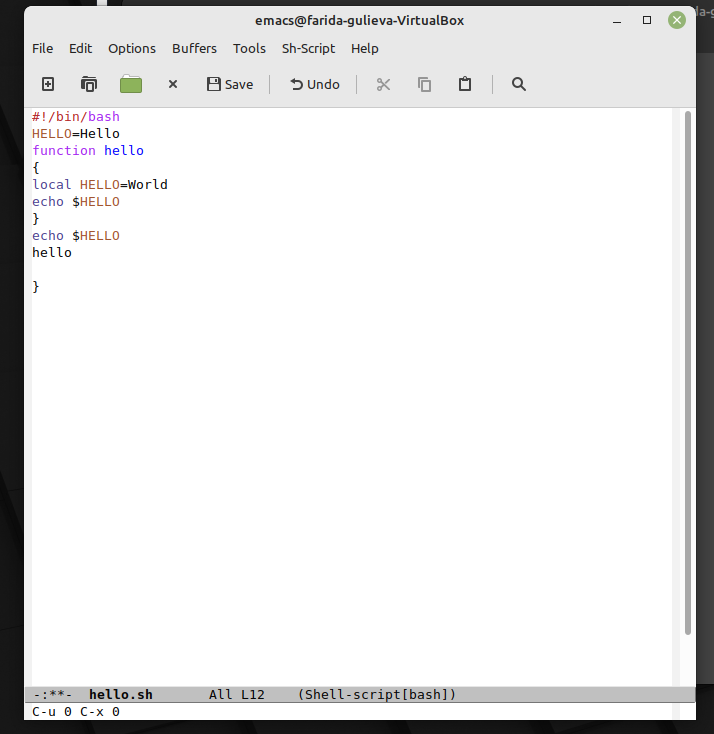 emacs@farida-gulieva-VirtualBox
File Edit Options Buffers Tools Sh-Script Help
Save Undo
#!/bin/bash
HELLO=Hello
function hello
{
local HELLO=World
echo $HELLO
}
echo $HELLO
hello
}
-:**- hello.sh All L12 (Shell-script[bash])
C-u 0 C-x 0